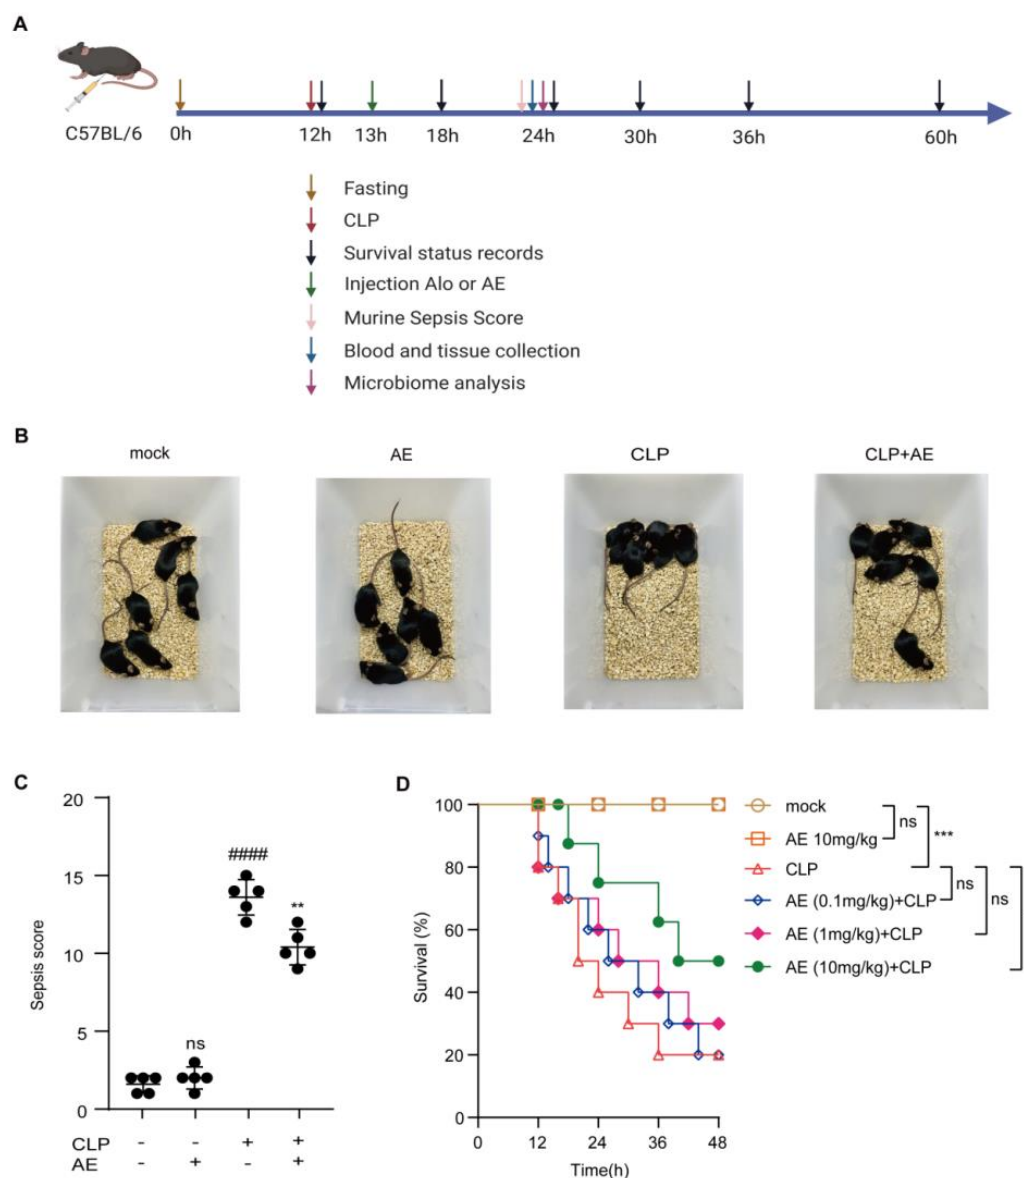 A
C57BL/6
0h 12h 13h 18h 24h 30h 36h 60h
Fasting
CLP
Survival status records
Injection Alo or AE
Murine Sepsis Score
Blood and tissue collection
Microbiome analysis
B
mock AE CLP CLP+AE
C
Sepsis score
20
15
10
5
0
ns
####
**
CLP - - + +
AE - + - +
D
Survival (%)
100
80
60
40
20
0
0 12 24 36 48
Time(h)
mock
AE 10mg/kg
CLP
AE (0.1mg/kg)+CLP
AE (1mg/kg)+CLP
AE (10mg/kg)+CLP
ns
***
ns
ns